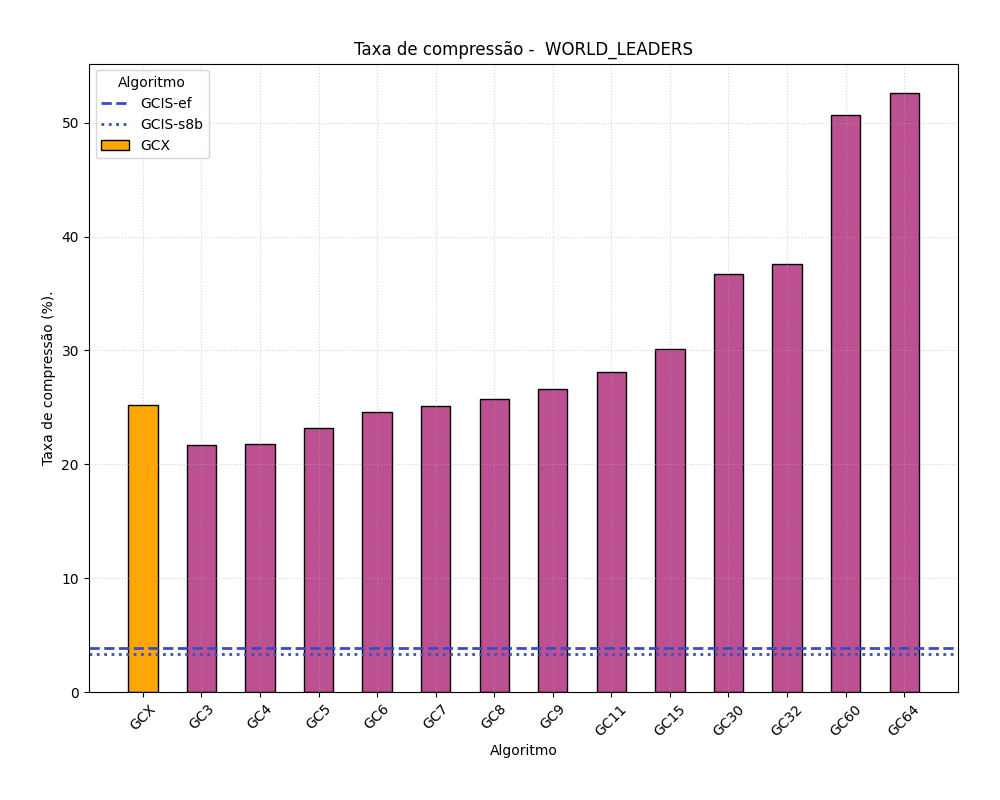 Taxa de compressão -  WORLD_LEADERS
Algoritmo
GCIS-ef
GCIS-s8b
GCX
Taxa de compressão (%).
50
40
30
20
10
0
GCX
GC3
GC4
GC5
GC6
GC7
GC8
GC9
GC11
GC15
GC30
GC32
GC60
GC64
Algoritmo